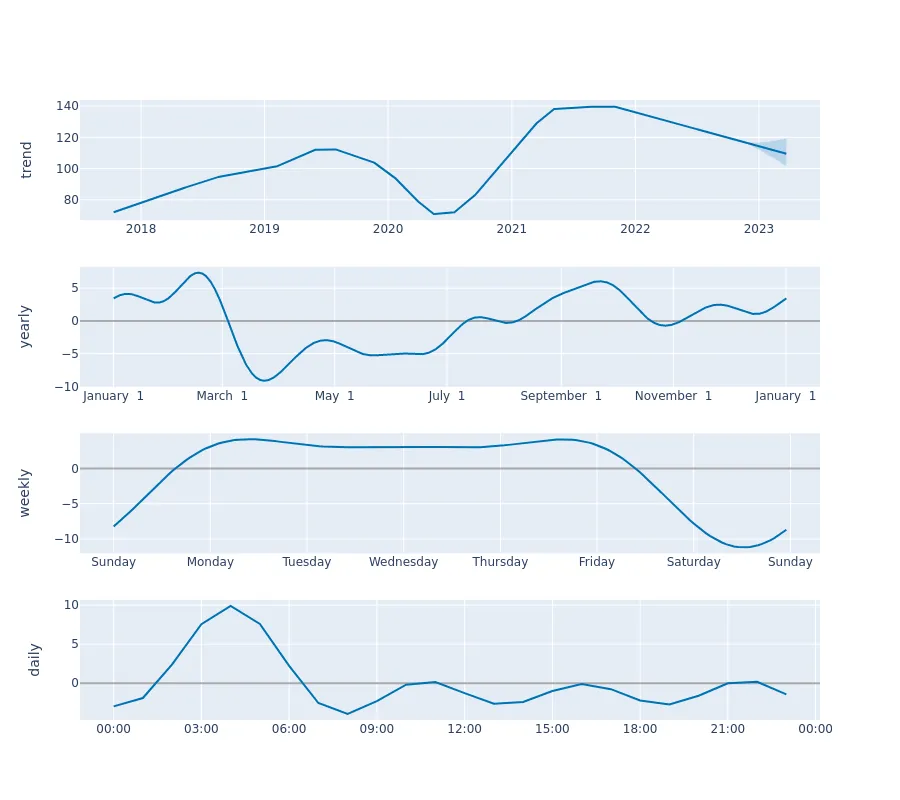 trend
140
120
100
80
2018 2019 2020 2021 2022 2023
yearly
5
0
−5
−10
January 1 March 1 May 1 July 1 September 1 November 1 January 1
weekly
0
−5
−10
Sunday Monday Tuesday Wednesday Thursday Friday Saturday Sunday
daily
10
5
0
00:00 03:00 06:00 09:00 12:00 15:00 18:00 21:00 00:00